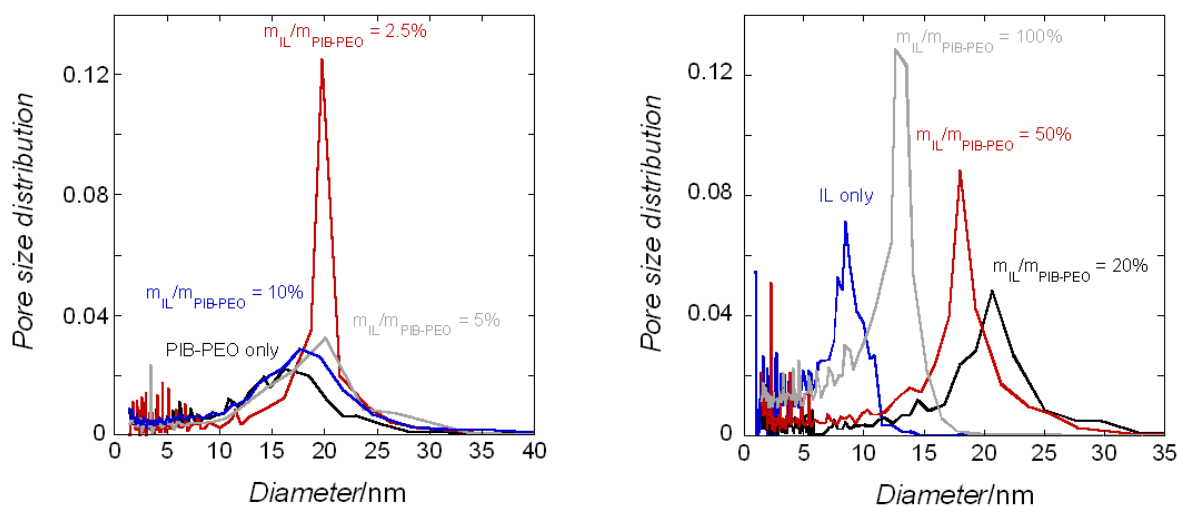 m_IL/m_PIB-PEO = 2.5%
0.12
0.08
m_IL/m_PIB-PEO = 10%
0.04
m_IL/m_PIB-PEO = 5%
PIB-PEO only
0
0 5 10 15 20 25 30 35 40
Pore size distribution
Diameter/nm
m_IL/m_PIB-PEO = 100%
0.12
m_IL/m_PIB-PEO = 50%
0.08
IL only
m_IL/m_PIB-PEO = 20%
0.04
0
0 5 10 15 20 25 30 35
Pore size distribution
Diameter/nm